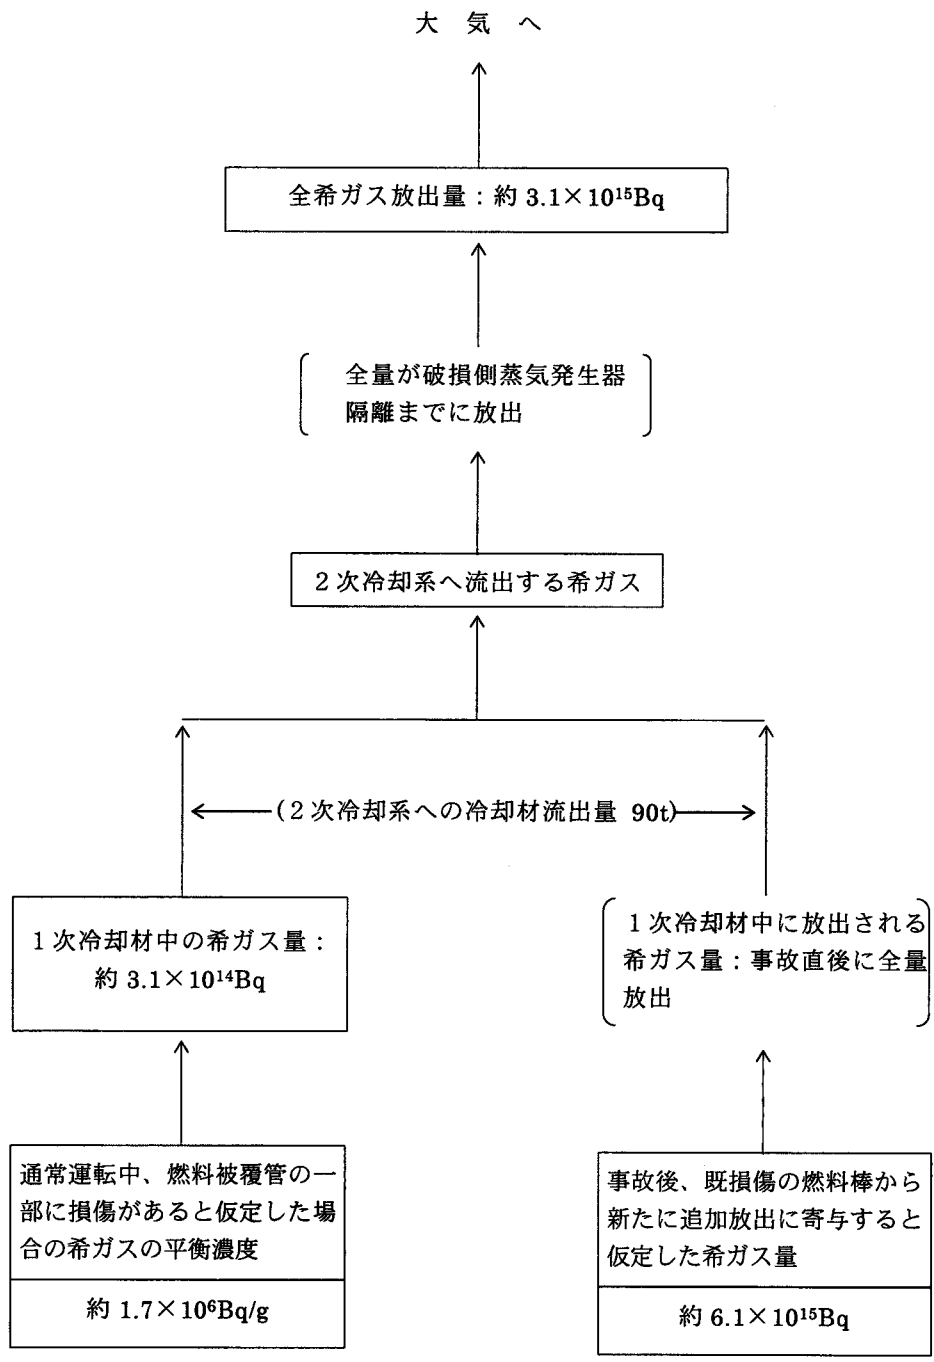 大 気 へ
全希ガス放出量：約 3.1×10¹⁵Bq
全量が破損側蒸気発生器
隔離までに放出
２次冷却系へ流出する希ガス
(２次冷却系への冷却材流出量 90t)
１次冷却材中の希ガス量：
約 3.1×10¹⁴Bq
１次冷却材中に放出される
希ガス量：事故直後に全量
放出
通常運転中、燃料被覆管の一
部に損傷があると仮定した場
合の希ガスの平衡濃度
約 1.7×10⁶Bq/g
事故後、既損傷の燃料棒から
新たに追加放出に寄与すると
仮定した希ガス量
約 6.1×10¹⁵Bq